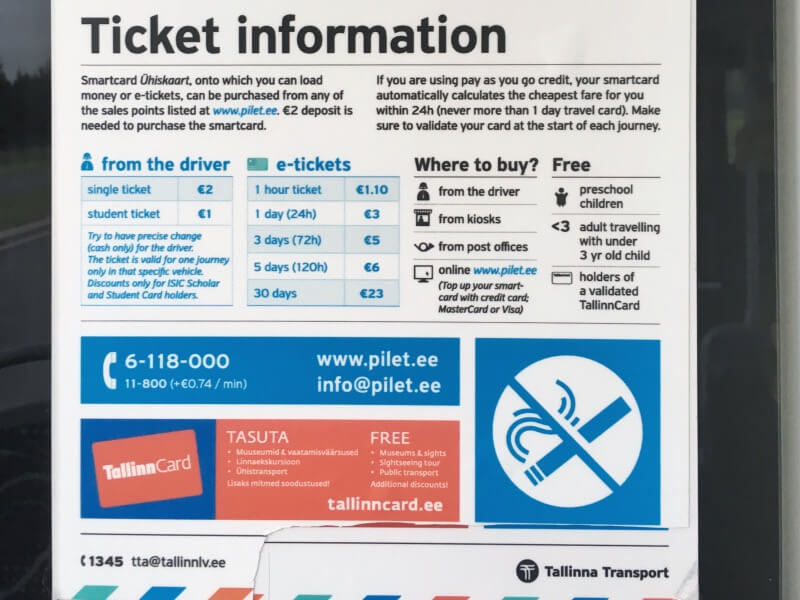 Ticket information
Smartcard Ühiskaart, onto which you can load
money or e-tickets, can be purchased from any of
the sales points listed at www.pilet.ee. €2 deposit is
needed to purchase the smartcard.
If you are using pay as you go credit, your smartcard
automatically calculates the cheapest fare for you
within 24h (never more than 1 day travel card). Make
sure to validate your card at the start of each journey.
from the driver
single ticket €2
student ticket €1
Try to have precise change
(cash only) for the driver.
The ticket is valid for one journey
only in that specific vehicle.
Discounts only for ISIC Scholar
and Student Card holders.
e-tickets
1 hour ticket €1.10
1 day (24h) €3
3 days (72h) €5
5 days (120h) €6
30 days €23
Where to buy?
from the driver
from kiosks
from post offices
online www.pilet.ee
(Top up your smart-
card with credit card;
MasterCard or Visa)
Free
preschool
children
<3 adult travelling
with under
3 yr old child
holders of
a validated
TallinnCard
6-118-000
11-800 (+€0.74 / min)
www.pilet.ee
info@pilet.ee
TallinnCard
TASUTA
• Muuseumid & vaatamisväärsused
• Linnaekskursioon
• Ühistransport
Lisaks mitmed soodustused!
FREE
• Museums & sights
• Sightseeing tour
• Public transport
Additional discounts!
tallinncard.ee
1345 tta@tallinnlv.ee
Tallinna Transport